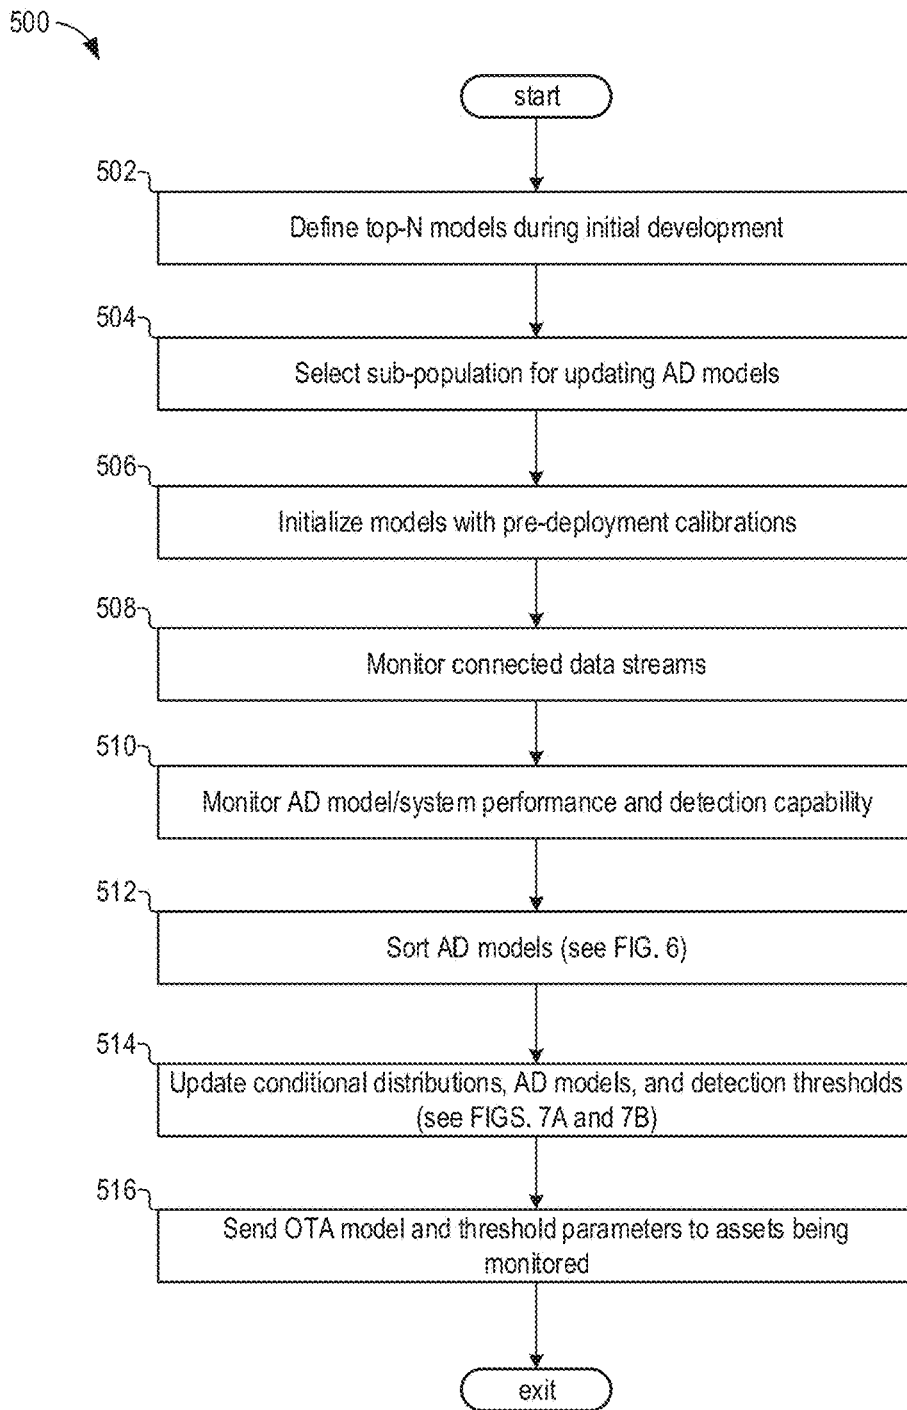 500
start
502
Define top-N models during initial development
504
Select sub-population for updating AD models
506
Initialize models with pre-deployment calibrations
508
Monitor connected data streams
510
Monitor AD model/system performance and detection capability
512
Sort AD models (see FIG. 6)
514
Update conditional distributions, AD models, and detection thresholds
(see FIGS. 7A and 7B)
516
Send OTA model and threshold parameters to assets being
monitored
exit